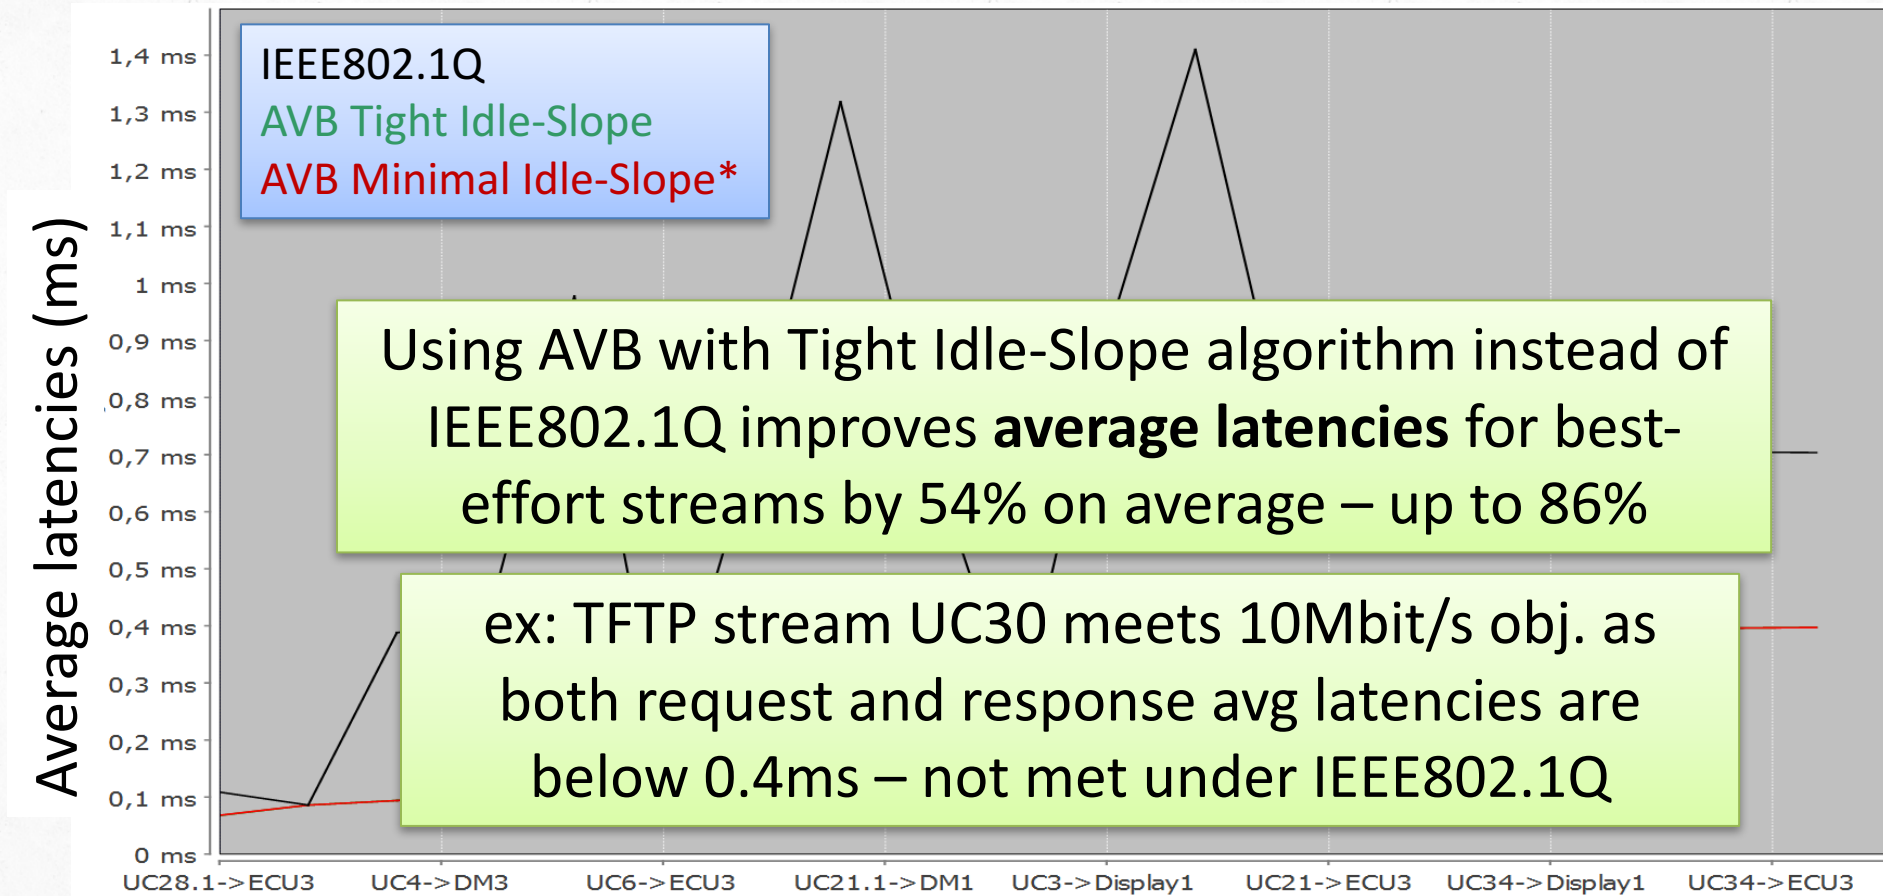 1,4 ms
1,3 ms
1,2 ms
1,1 ms
1 ms
0,9 ms
0,8 ms
0,7 ms
0,6 ms
0,5 ms
0,4 ms
0,3 ms
0,2 ms
0,1 ms
0 ms
Average latencies (ms)
IEEE802.1Q
AVB Tight Idle-Slope
AVB Minimal Idle-Slope*
Using AVB with Tight Idle-Slope algorithm instead of
IEEE802.1Q improves average latencies for best-
effort streams by 54% on average – up to 86%
ex: TFTP stream UC30 meets 10Mbit/s obj. as
both request and response avg latencies are
below 0.4ms – not met under IEEE802.1Q
UC28.1->ECU3 UC4->DM3 UC6->ECU3 UC21.1->DM1 UC3->Display1 UC21->ECU3 UC34->Display1 UC34->ECU3